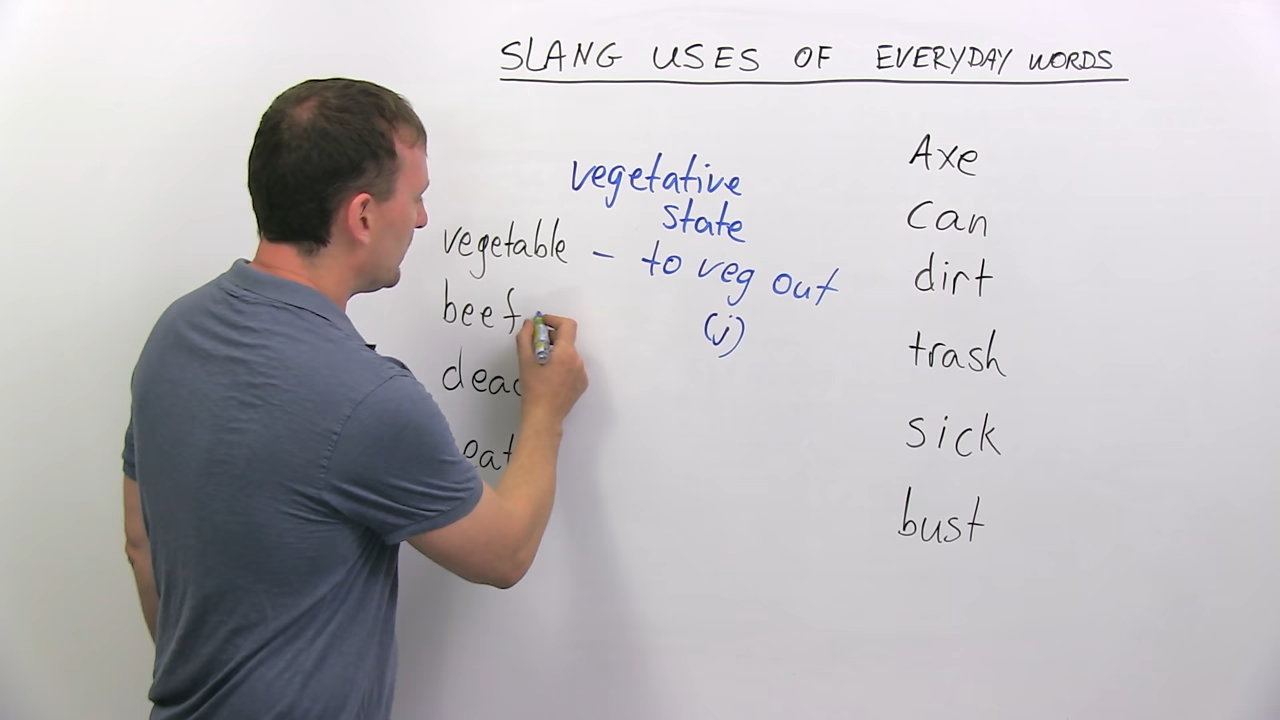 SLANG USES OF EVERYDAY WORDS
vegetative
state
vegetable - to veg out
(j)
beef
Axe
Can
dirt
trash
sick
bust